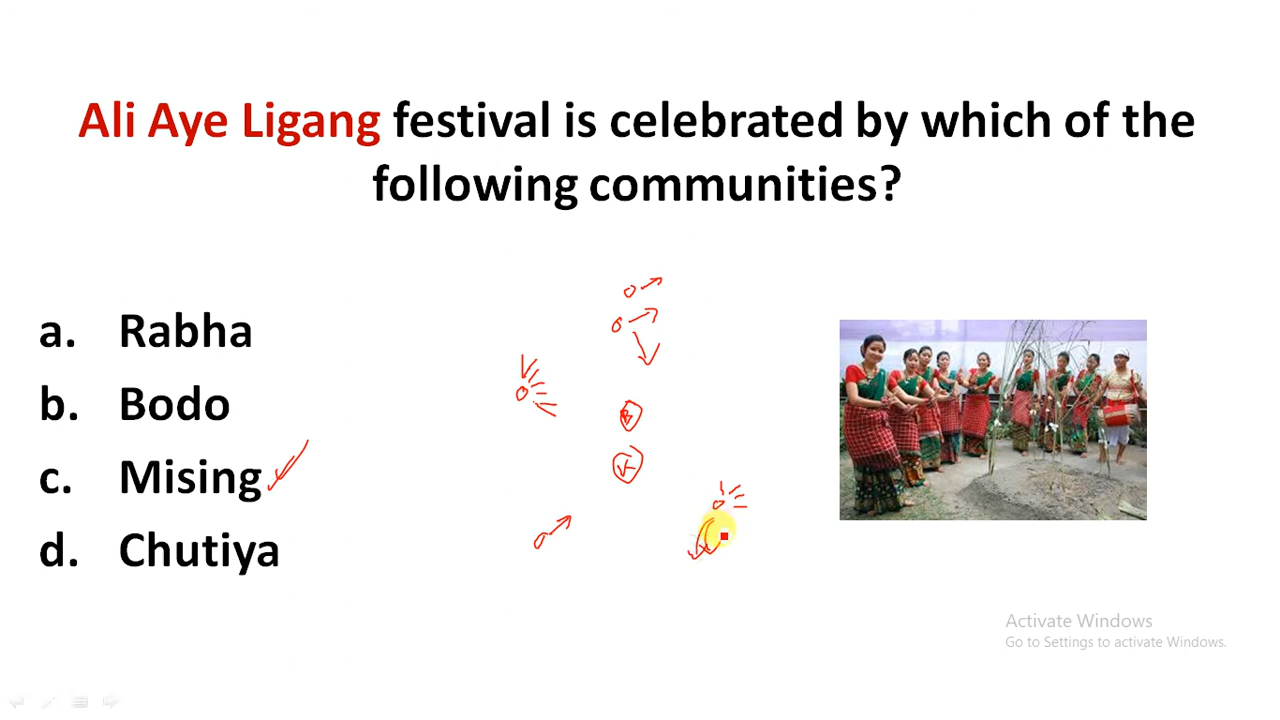 Ali Aye Ligang festival is celebrated by which of the
following communities?
a. Rabha
b. Bodo
c. Mising
d. Chutiya
B
Activate Windows
Go to Settings to activate Windows.